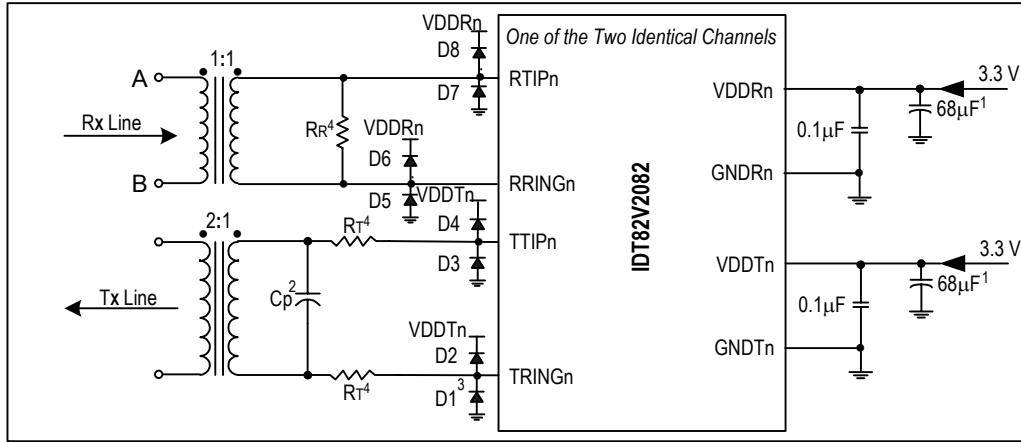 VDDRn
One of the Two Identical Channels
1:1
D8
A
RTIPn
VDDRn
3.3 V
D7
68µF1
Rx Line
RR4
VDDRn
0.1µF
D6
GNDRn
B
RRINGn
D5
VDDTn
2:1
RT4
D4
TTIPn
IDT82V2082
D3
VDDTn
3.3 V
68µF1
Tx Line
Cp2
0.1µF
VDDTn
D2
GNDTn
TRINGn
RT4
D13